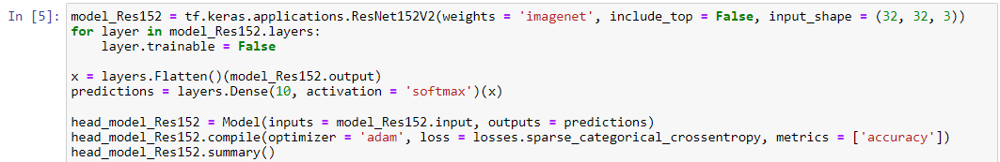 In [5]: model_Res152 = tf.keras.applications.ResNet152V2(weights = 'imagenet', include_top = False, input_shape = (32, 32, 3))
for layer in model_Res152.layers:
    layer.trainable = False

x = layers.Flatten()(model_Res152.output)
predictions = layers.Dense(10, activation = 'softmax')(x)

head_model_Res152 = Model(inputs = model_Res152.input, outputs = predictions)
head_model_Res152.compile(optimizer = 'adam', loss = losses.sparse_categorical_crossentropy, metrics = ['accuracy'])
head_model_Res152.summary()